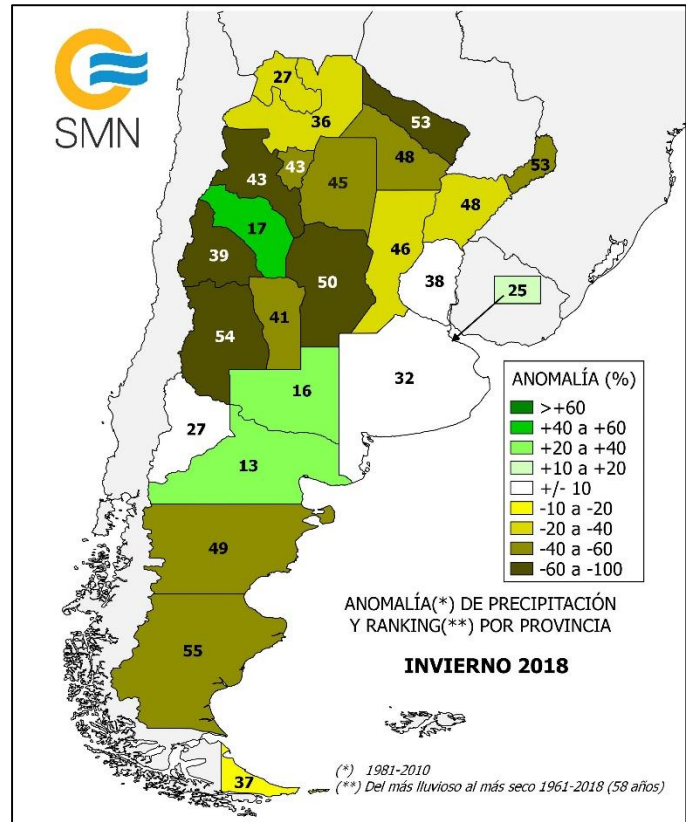 SMN
27
36
53
43
43
45
48
53
17
48
39
46
50
38
25
54
41
16
32
27
13
49
55
37
ANOMALÍA (%)
>+60
+40 a +60
+20 a +40
+10 a +20
+/- 10
-10 a -20
-20 a -40
-40 a -60
-60 a -100
ANOMALÍA(*) DE PRECIPITACIÓN
Y RANKING(**) POR PROVINCIA
INVIERNO 2018
(*) 1981-2010
(**) Del más lluvioso al más seco 1961-2018 (58 años)